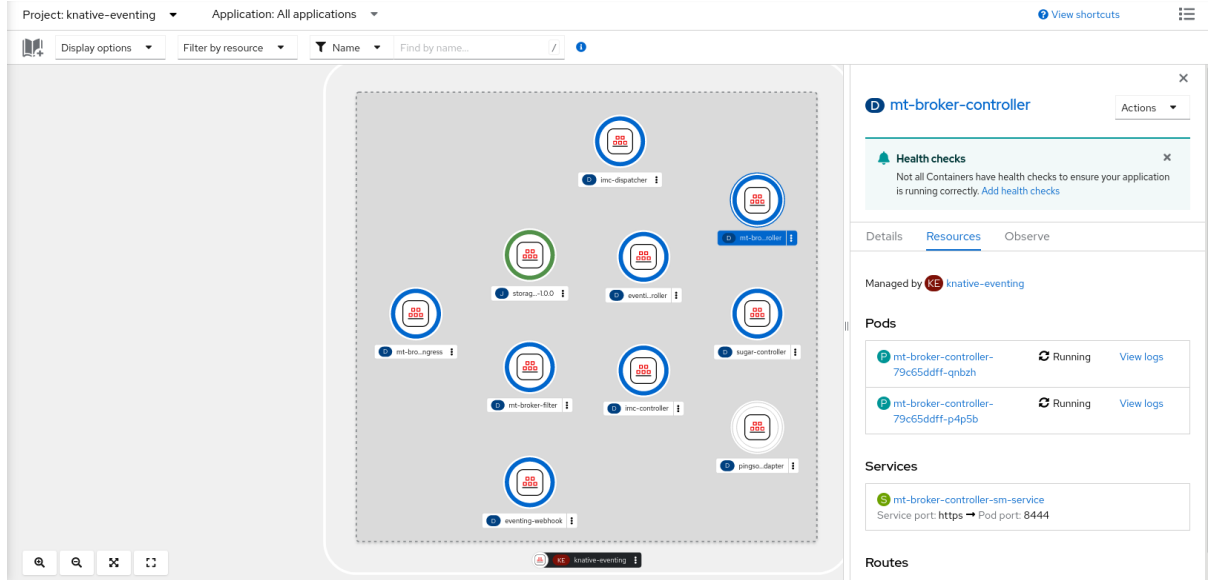 Project: knative-eventing
Application: All applications
View shortcuts
Display options
Filter by resource
Name
Find by name...
/
D mt-broker-controller
Actions
Health checks
Not all Containers have health checks to ensure your application
is running correctly. Add health checks
Details Resources Observe
Managed by KE knative-eventing
Pods
P mt-broker-controller-
79c65ddff-qnbzh
Running
View logs
P mt-broker-controller-
79c65ddff-p4p5b
Running
View logs
Services
S mt-broker-controller-sm-service
Service port: https → Pod port: 8444
Routes
D imc-dispatcher
D mt-bro...roller
J storag...-1.0.0
D eventi...roller
D mt-bro...ngress
D sugar-controller
D mt-broker-filter
D imc-controller
D pingso...dapter
D eventing-webhook
KE knative-eventing